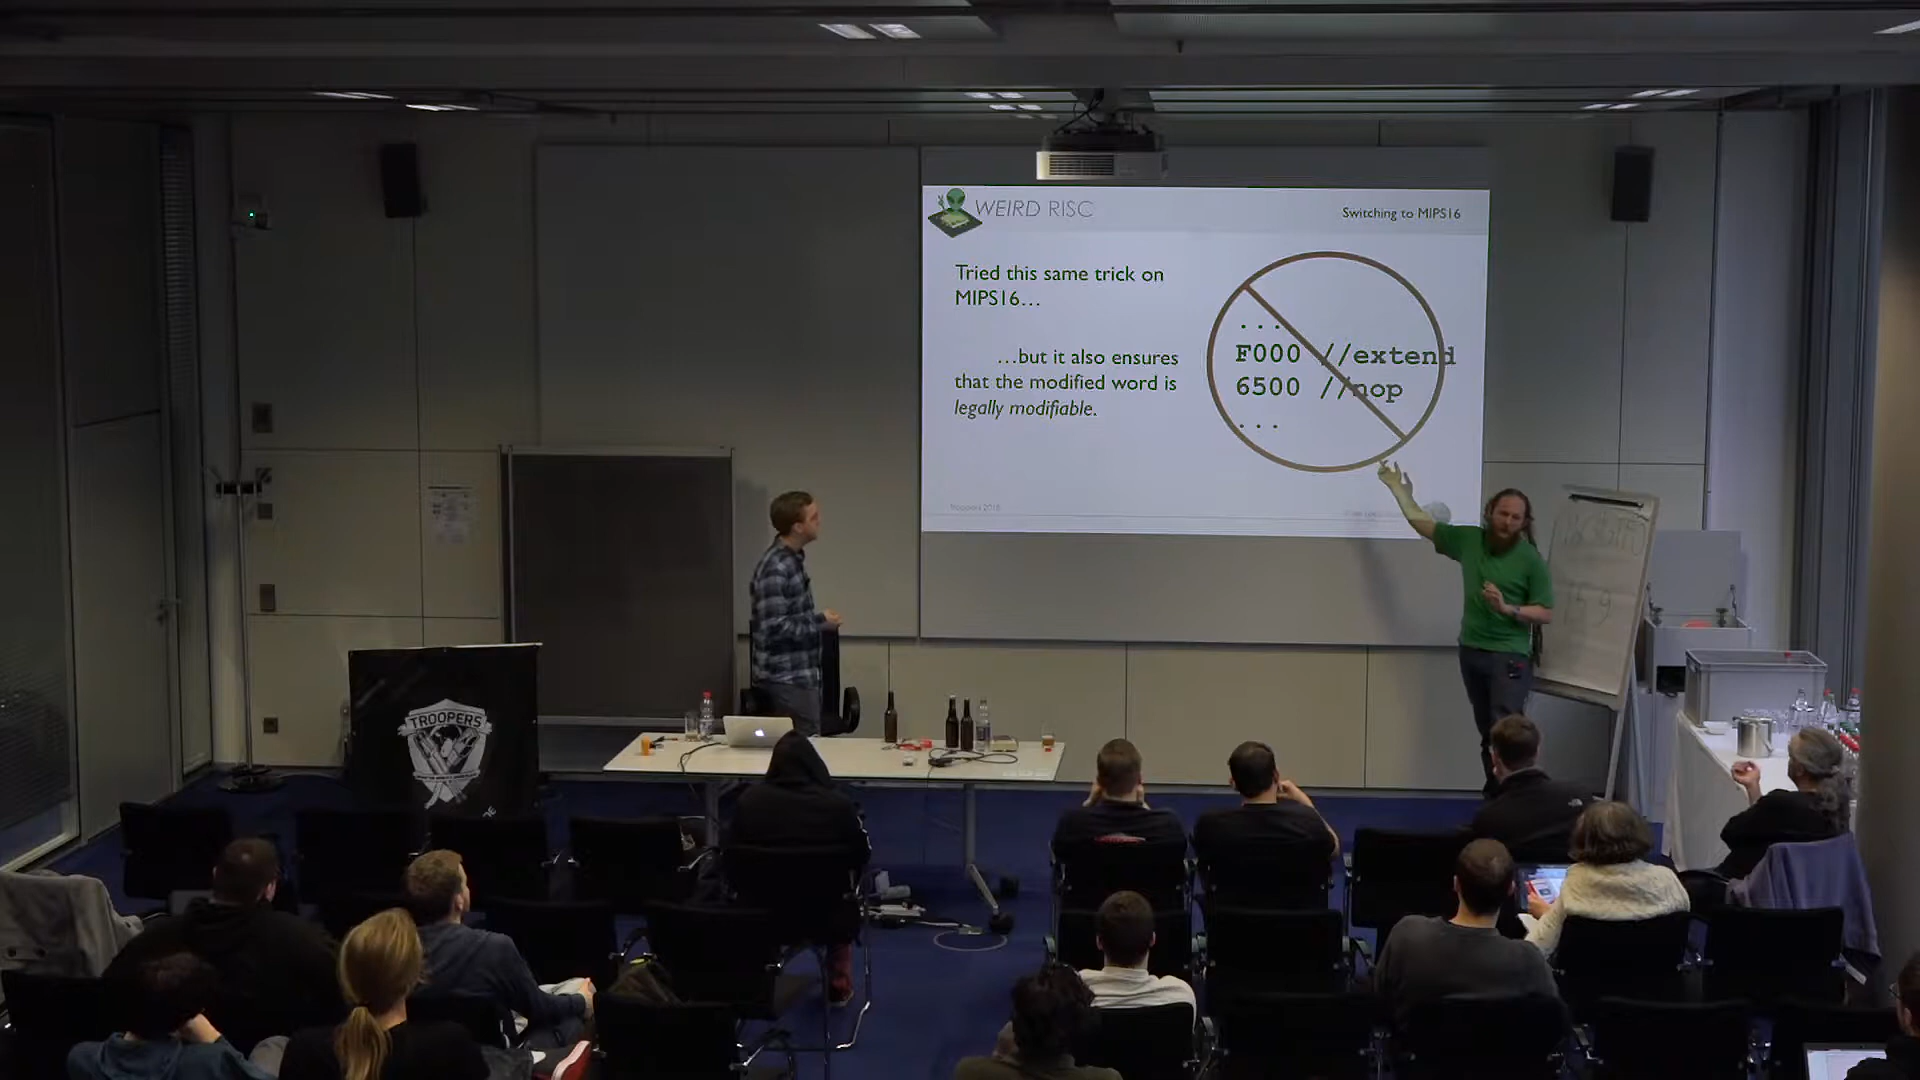 WEIRD RISC
Switching to MIPS16
Tried this same trick on
MIPS16...
...but it also ensures
that the modified word is
legally modifiable.
...
F000 //extend
6500 //nop
...
TROOPERS